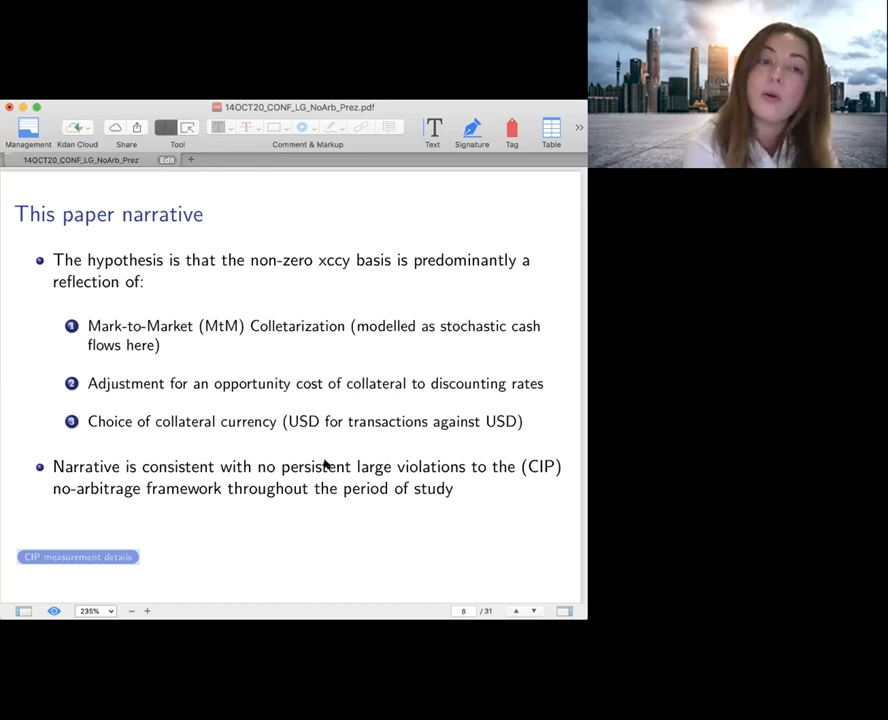 14OCT20_CONF_LG_NoArb_Prez.pdf
Management
Kdan Cloud
Share
Tool
Comment & Markup
Text
Signature
Tag
Table
14OCT20_CONF_LG_NoArb_Prez
Edit
This paper narrative
The hypothesis is that the non-zero xccy basis is predominantly a
reflection of:
1 Mark-to-Market (MtM) Colletarization (modelled as stochastic cash
flows here)
2 Adjustment for an opportunity cost of collateral to discounting rates
3 Choice of collateral currency (USD for transactions against USD)
Narrative is consistent with no persistent large violations to the (CIP)
no-arbitrage framework throughout the period of study
CIP measurement details
235%
8 / 31